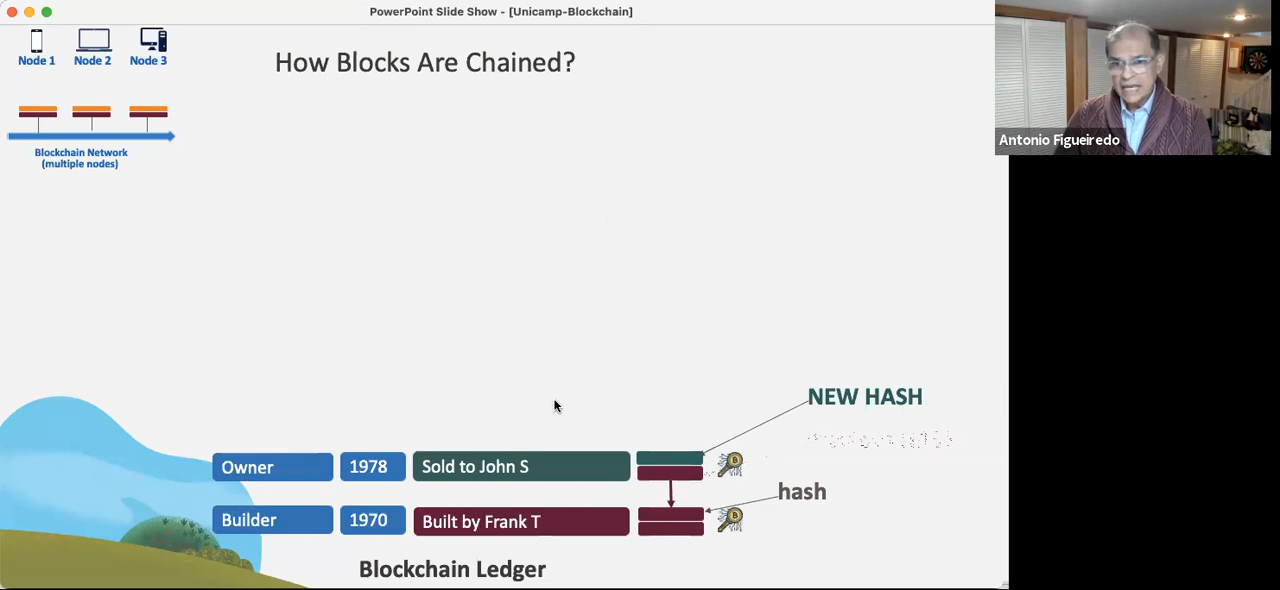 PowerPoint Slide Show - [Unicamp-Blockchain]
Node 1 Node 2 Node 3
How Blocks Are Chained?
Antonio Figueiredo
Blockchain Network
(multiple nodes)
NEW HASH
Owner 1978 Sold to John S
hash
Builder 1970 Built by Frank T
Blockchain Ledger